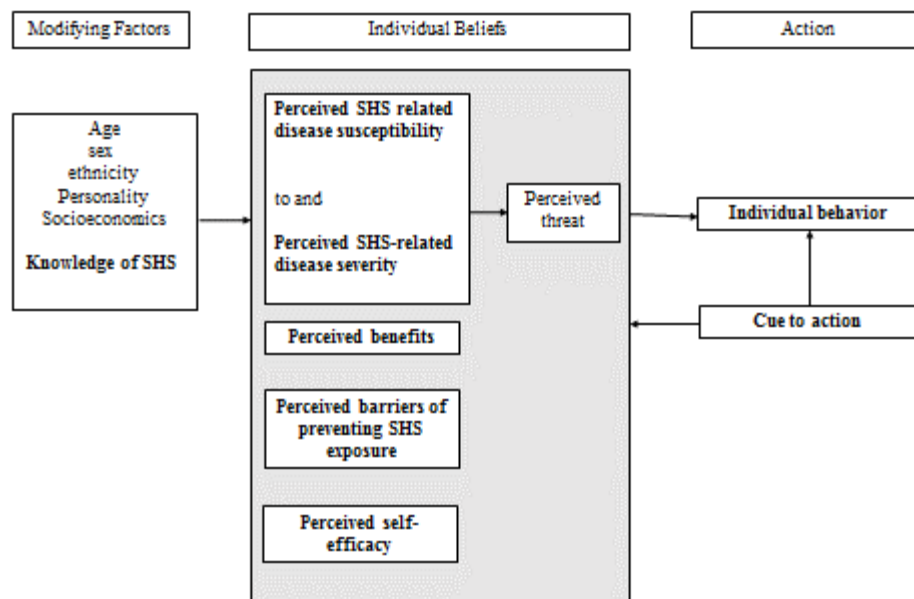 Modifying Factors
Individual Beliefs
Action
Age
sex
ethnicity
Personality
Socioeconomics
Knowledge of SHS
Perceived SHS related
disease susceptibility
to and
Perceived SHS-related
disease severity
Perceived
threat
Individual behavior
Cue to action
Perceived benefits
Perceived barriers of
preventing SHS
exposure
Perceived self-
efficacy